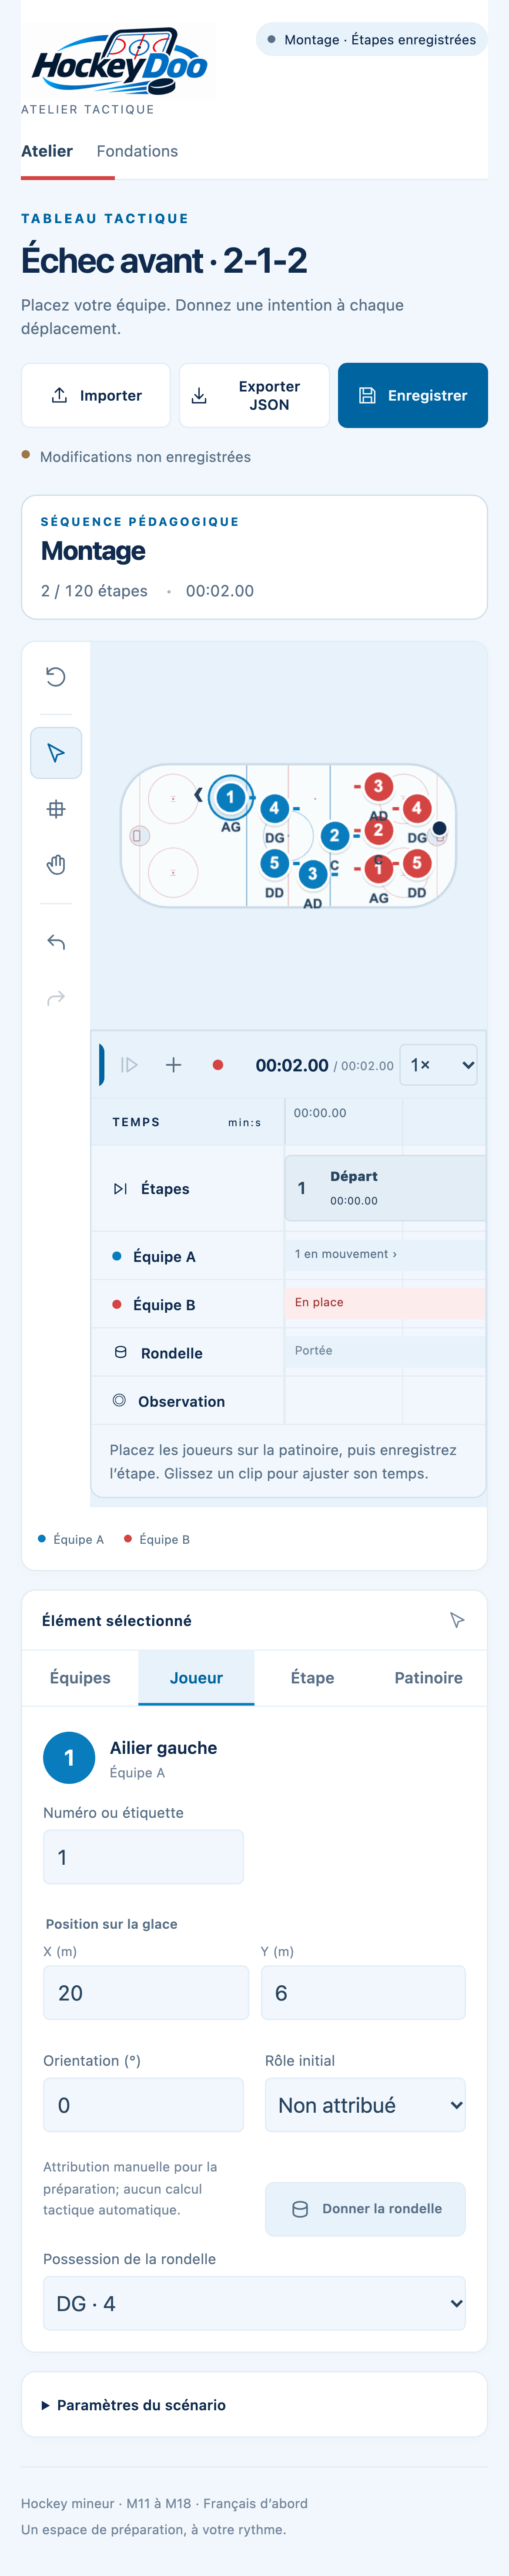 HockeyDoo
Montage · Étapes enregistrées
ATELIER TACTIQUE
Atelier Fondations
TABLEAU TACTIQUE
Échec avant · 2-1-2
Placez votre équipe. Donnez une intention à chaque
déplacement.
Importer
Exporter
JSON
Enregistrer
Modifications non enregistrées
SÉQUENCE PÉDAGOGIQUE
Montage
2 / 120 étapes • 00:02.00
1
AG
4
DG
5
DD
3
AD
2
C
3
AD
4
DG
2
C
1
AG
5
DD
00:02.00 / 00:02.00 1×
TEMPS min:s 00:00.00
Étapes 1 Départ
00:00.00
Équipe A 1 en mouvement ›
Équipe B En place
Rondelle Portée
Observation
Placez les joueurs sur la patinoire, puis enregistrez
l’étape. Glissez un clip pour ajuster son temps.
Équipe A Équipe B
Élément sélectionné
Équipes Joueur Étape Patinoire
1 Ailier gauche
Équipe A
Numéro ou étiquette
1
Position sur la glace
X (m) Y (m)
20 6
Orientation (°) Rôle initial
0 Non attribué
Attribution manuelle pour la
préparation; aucun calcul
tactique automatique.
Donner la rondelle
Possession de la rondelle
DG · 4
Paramètres du scénario
Hockey mineur · M11 à M18 · Français d’abord
Un espace de préparation, à votre rythme.